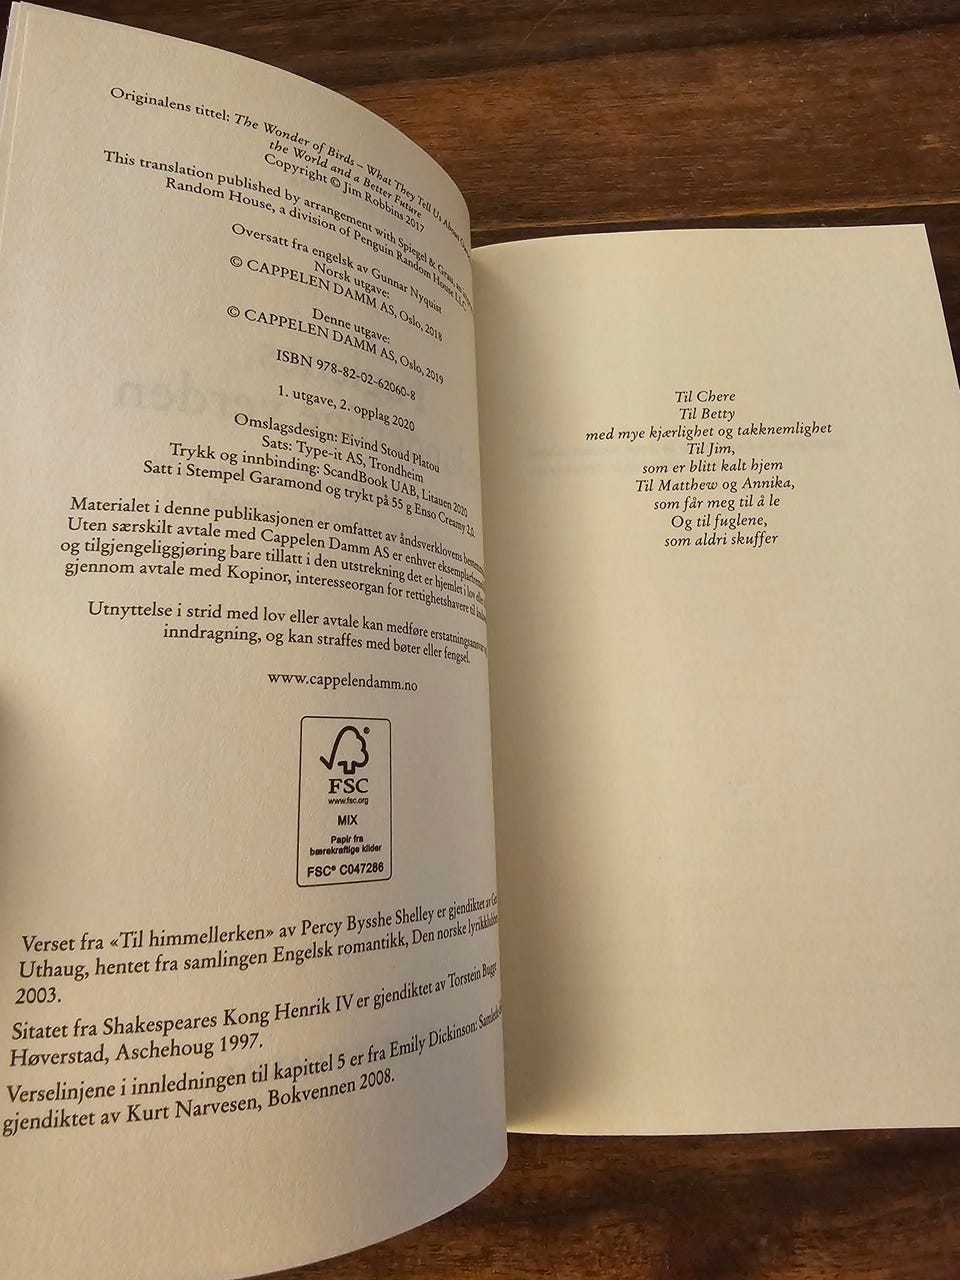 Originalens tittel: The Wonder of Birds – What They Tell Us About
the World and a Better Future
Copyright © Jim Robbins 2017
This translation published by arrangement with Spiegel & Grau, an
Random House, a division of Penguin Random House LLC
Oversatt fra engelsk av Gunnar Nyquist
Norsk utgave:
© CAPPELEN DAMM AS, Oslo, 2018
Denne utgave:
© CAPPELEN DAMM AS, Oslo, 2019
ISBN 978-82-02-62060-8
1. utgave, 2. opplag 2020
Omslagsdesign: Eivind Stoud Platou
Sats: Type-it AS, Trondheim
Trykk og innbinding: ScandBook UAB, Litauen 2020
Satt i Stempel Garamond og trykt på 55 g Enso Creamy 2,0.
Materialet i denne publikasjonen er omfattet av åndsverklovens
Uten særskilt avtale med Cappelen Damm AS er enhver
og tilgjengeliggjøring bare tillatt i den utstrekning det er hjemlet i lov eller
gjennom avtale med Kopinor, interesseorgan for rettighetshavere til
Utnyttelse i strid med lov eller avtale kan medføre erstatningsansvar
inndragning, og kan straffes med bøter eller fengsel.
www.cappelendamm.no
FSC
www.fsc.org
MIX
Papir fra
bærekraftige kilder
FSC® C047286
Verset fra «Til himmellerken» av Percy Bysshe Shelley er gjendiktet av
Uthaug, hentet fra samlingen Engelsk romantikk, Den norske lyrikklubben
2003.
Sitatet fra Shakespeares Kong Henrik IV er gjendiktet av Torstein Bugge
Høverstad, Aschehoug 1997.
Verselinjene i innledningen til kapittel 5 er fra Emily Dickinson:
gjendiktet av Kurt Narvesen, Bokvennen 2008.
Til Chere
Til Betty
med mye kjærlighet og takknemlighet
Til Jim,
som er blitt kalt hjem
Til Matthew og Annika,
som får meg til å le
Og til fuglene,
som aldri skuffer